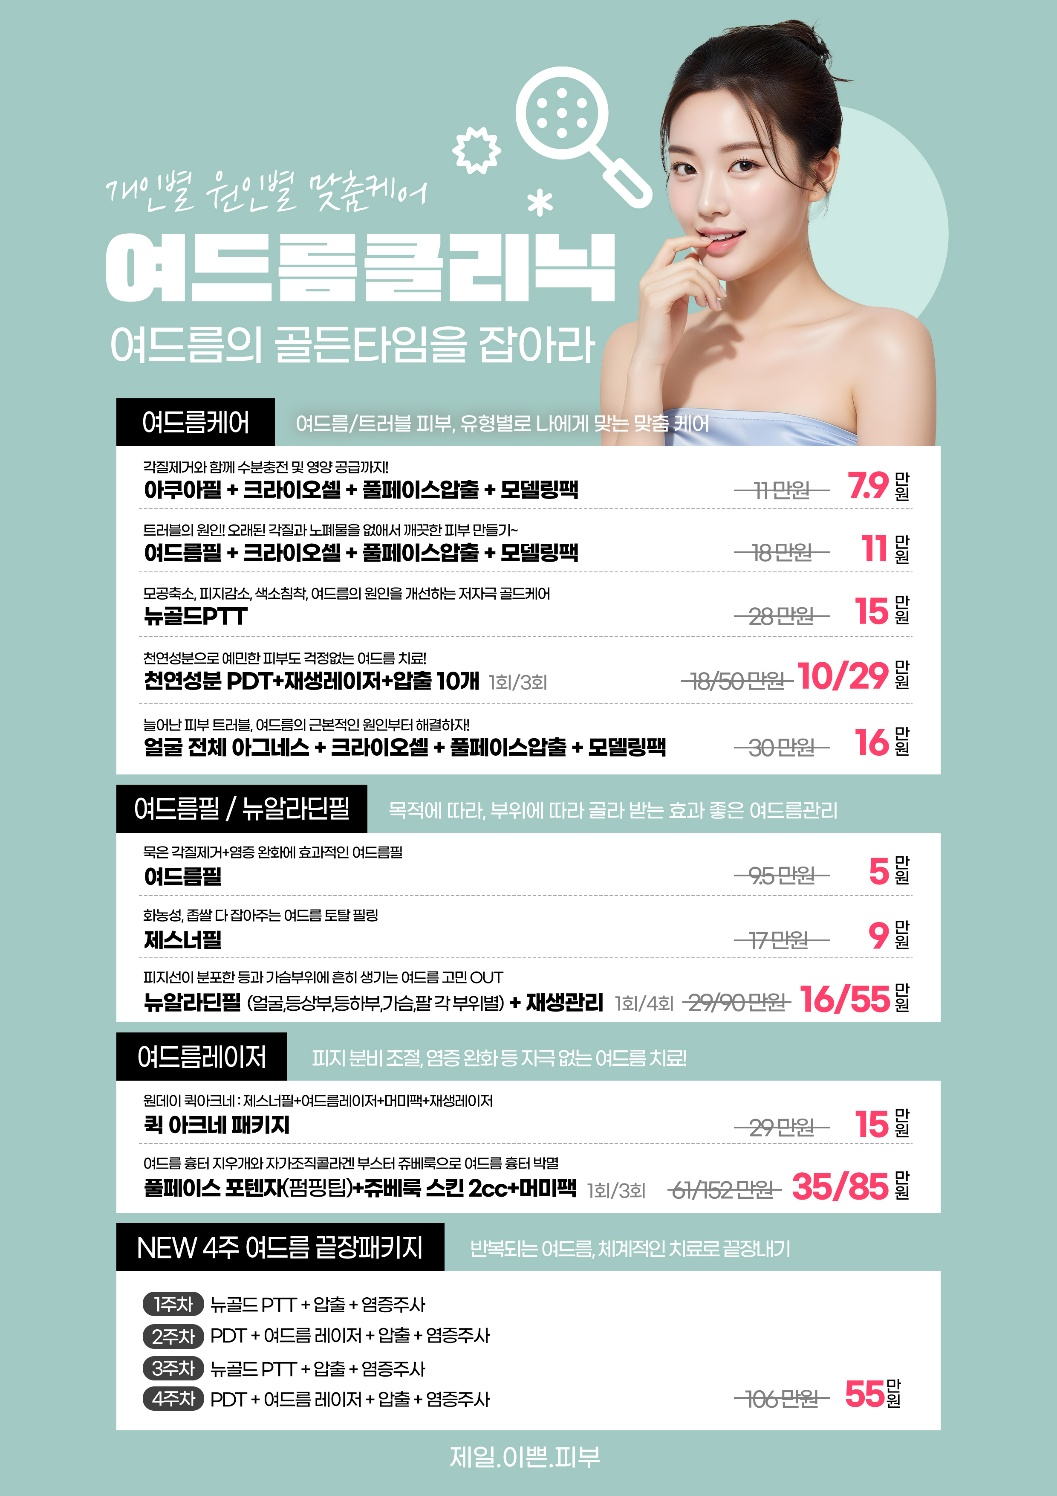 개인별 원인별 맞춤케어
여드름클리닉
여드름의 골든타임을 잡아라
여드름케어 여드름/트러블 피부, 유형별로 나에게 맞는 맞춤 케어
각질제거와 함께 수분충전 및 영양 공급까지!
아쿠아필 + 크라이오셀 + 풀페이스압출 + 모델링팩 11만원 7.9만원
트러블의 원인! 오래된 각질과 노폐물을 없애서 깨끗한 피부 만들기~
여드름필 + 크라이오셀 + 풀페이스압출 + 모델링팩 18만원 11만원
모공축소, 피지감소, 색소침착, 여드름의 원인을 개선하는 저자극 골드케어
뉴골드PTT 28만원 15만원
천연성분으로 예민한 피부도 걱정없는 여드름 치료!
천연성분 PDT+재생레이저+압출 10개 1회/3회 18/50만원 10/29만원
늘어난 피부 트러블, 여드름의 근본적인 원인부터 해결하자!
얼굴 전체 아그네스 + 크라이오셀 + 풀페이스압출 + 모델링팩 30만원 16만원
여드름필 / 뉴알라딘필 목적에 따라, 부위에 따라 골라 받는 효과 좋은 여드름관리
묵은 각질제거+염증 완화에 효과적인 여드름필
여드름필 9.5만원 5만원
화농성, 좁쌀 다 잡아주는 여드름 토탈 필링
제스너필 17만원 9만원
피지선이 분포한 등과 가슴부위에 흔히 생기는 여드름 고민 OUT
뉴알라딘필 (얼굴,등상부,등하부,가슴,팔 각 부위별) + 재생관리 1회/4회 29/90만원 16/55만원
여드름레이저 피지 분비 조절, 염증 완화 등 자극 없는 여드름 치료!
원데이 퀵아크네 : 제스너필+여드름레이저+머미팩+재생레이저
퀵 아크네 패키지 29만원 15만원
여드름 흉터 지우개와 자가조직콜라겐 부스터 쥬베룩으로 여드름 흉터 박멸
풀페이스 포텐자(펌핑팁)+쥬베룩 스킨 2cc+머미팩 1회/3회 61/152만원 35/85만원
NEW 4주 여드름 끝장패키지 반복되는 여드름, 체계적인 치료로 끝장내기
1주차 뉴골드 PTT + 압출 + 염증주사
2주차 PDT + 여드름 레이저 + 압출 + 염증주사
3주차 뉴골드 PTT + 압출 + 염증주사
4주차 PDT + 여드름 레이저 + 압출 + 염증주사 106만원 55만원
제일.이쁜.피부